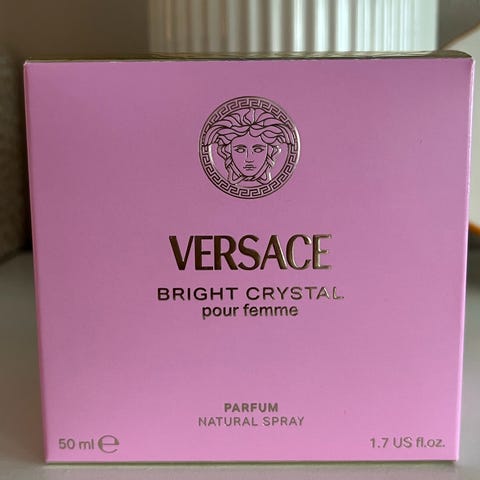 VERSACE
BRIGHT CRYSTAL
pour femme
PARFUM
NATURAL SPRAY
50 ml ℮ 1.7 US fl.oz.